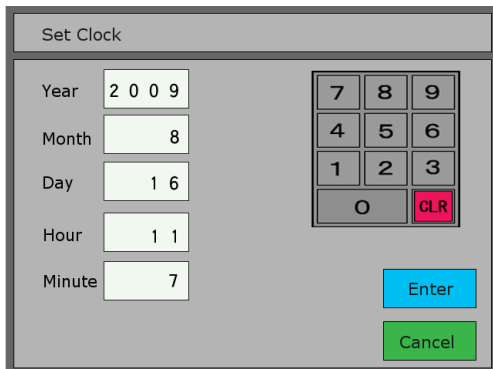 Set Clock
Year 2009
7 8 9
Month 8
4 5 6
Day 16
1 2 3
0 CLR
Hour 11
Minute 7
Enter
Cancel